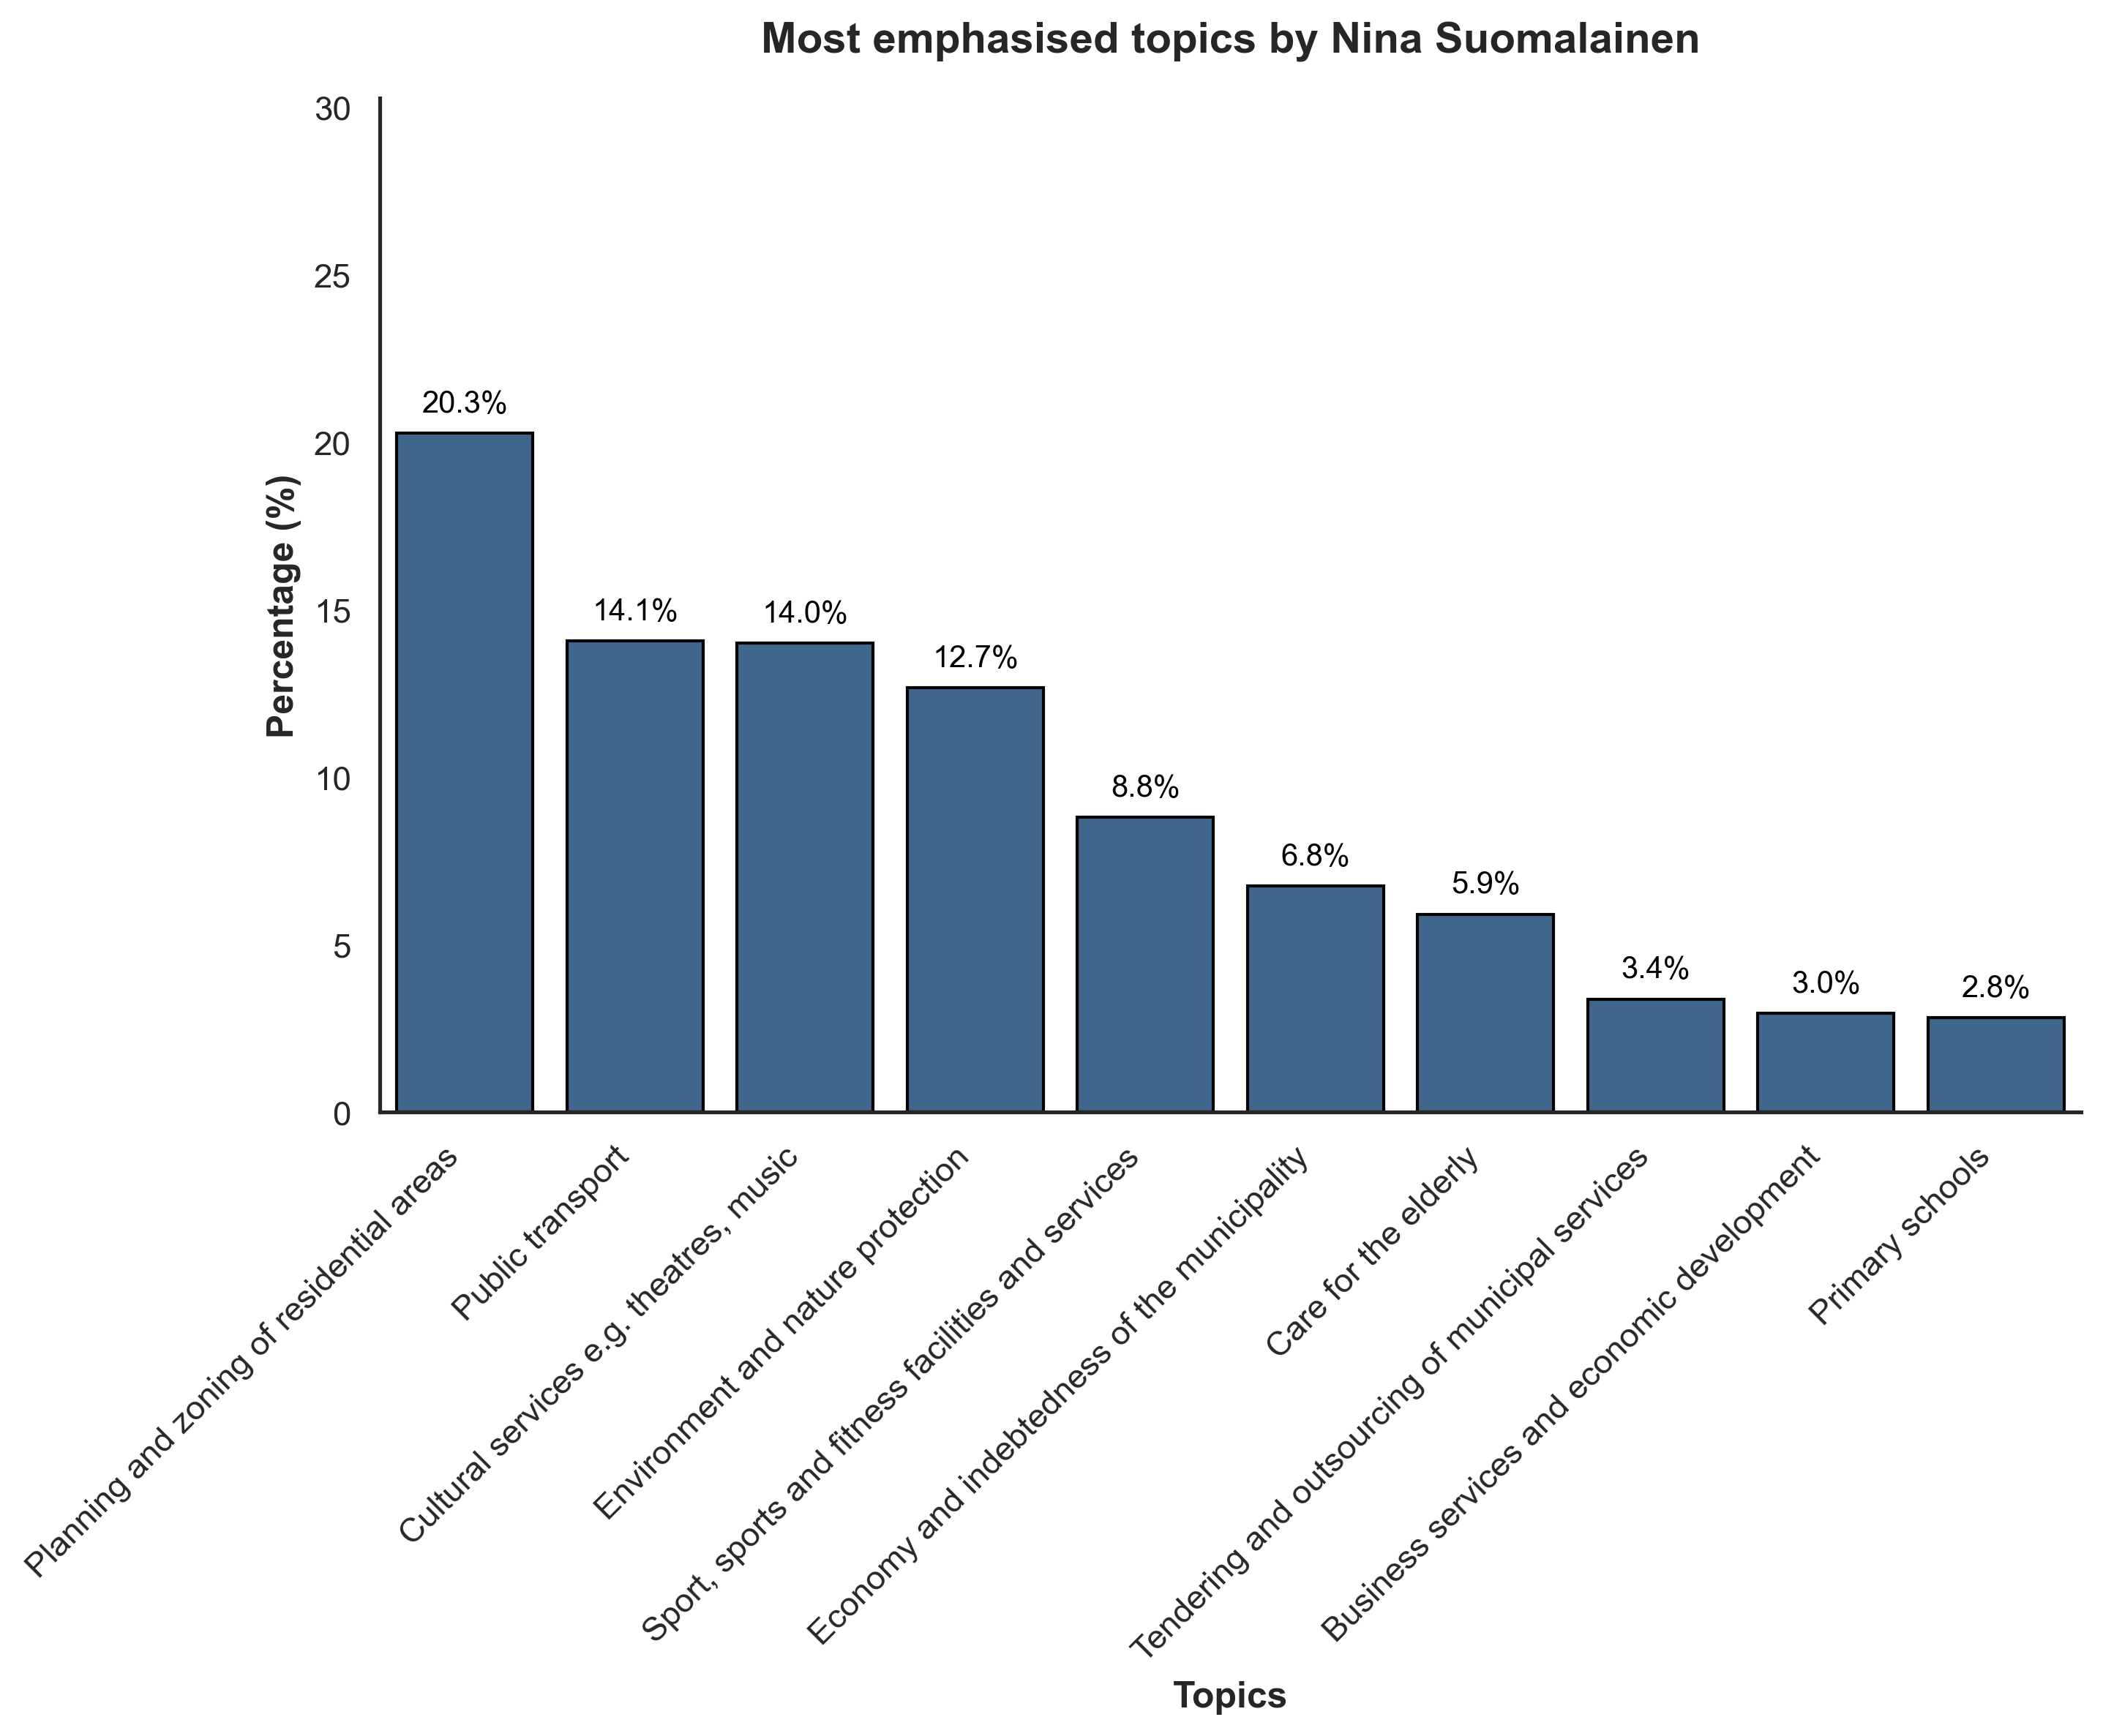 Most emphasised topics by Nina Suomalainen
Percentage (%)
30
25
20
15
10
5
0
20.3%
14.1%
14.0%
12.7%
8.8%
6.8%
5.9%
3.4%
3.0%
2.8%
Planning and zoning of residential areas
Public transport
Cultural services e.g. theatres, music
Environment and nature protection
Sport, sports and fitness facilities and services
Economy and indebtedness of the municipality
Care for the elderly
Tendering and outsourcing of municipal services
Business services and economic development
Primary schools
Topics